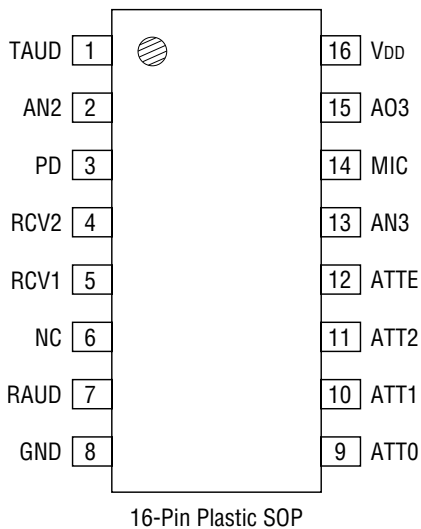 TAUD 1 16 VDD
AN2 2 15 AO3
PD 3 14 MIC
RCV2 4 13 AN3
RCV1 5 12 ATTE
NC 6 11 ATT2
RAUD 7 10 ATT1
GND 8 9 ATT0
16-Pin Plastic SOP